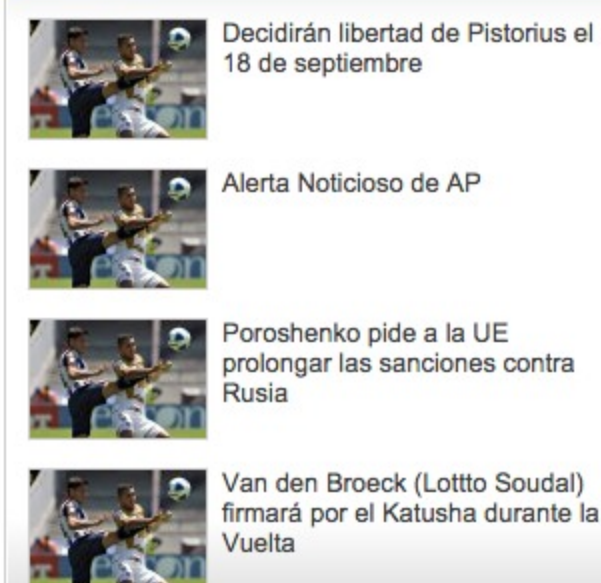 Decidirán libertad de Pistorius el
18 de septiembre
Alerta Noticioso de AP
Poroshenko pide a la UE
prolongar las sanciones contra
Rusia
Van den Broeck (Lottto Soudal)
firmará por el Katusha durante la
Vuelta